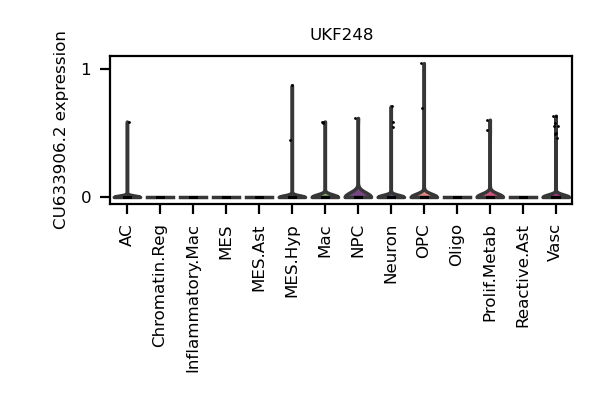 UKF248
CU633906.2 expression
1
0
AC
Chromatin.Reg
Inflammatory.Mac
MES
MES.Ast
MES.Hyp
Mac
NPC
Neuron
OPC
Oligo
Prolif.Metab
Reactive.Ast
Vasc